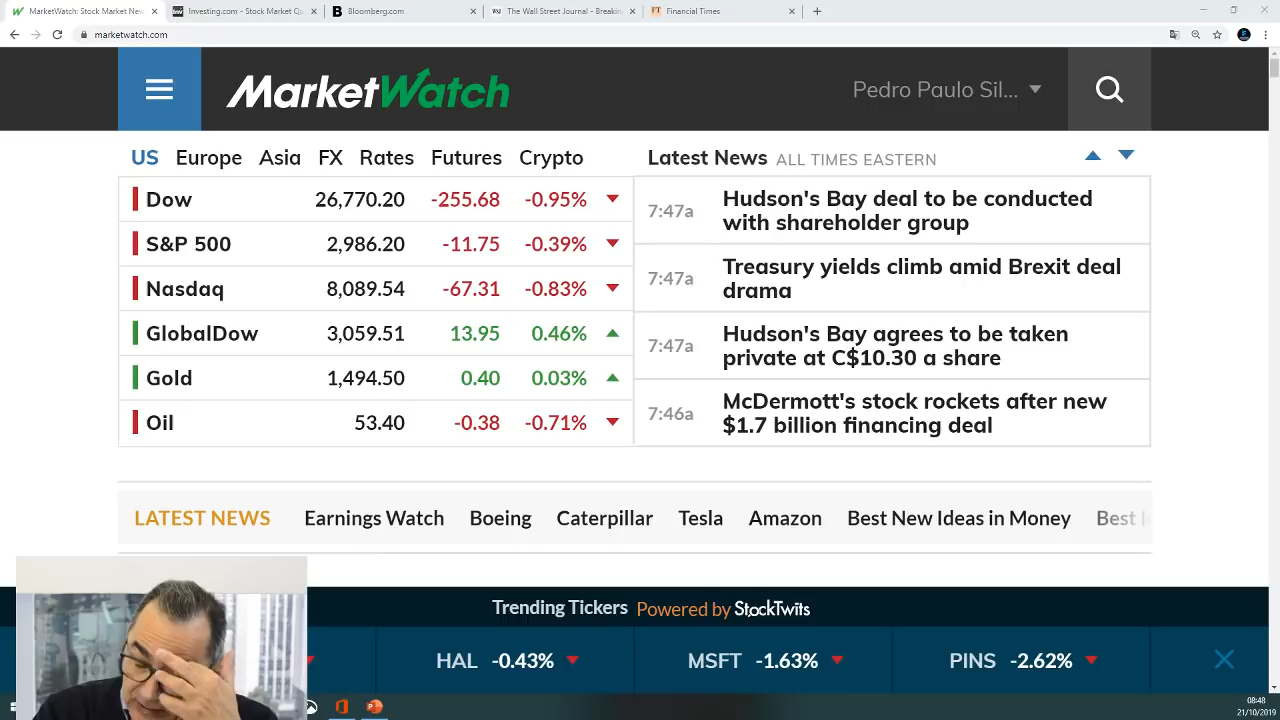 MarketWatch: Stock Market New
Investing.com - Stock Market Qu
Bloomberg.com
The Wall Street Journal - Breakin
Financial Times
marketwatch.com
MarketWatch
Pedro Paulo Sil...
US Europe Asia FX Rates Futures Crypto
Dow 26,770.20 -255.68 -0.95%
S&P 500 2,986.20 -11.75 -0.39%
Nasdaq 8,089.54 -67.31 -0.83%
GlobalDow 3,059.51 13.95 0.46%
Gold 1,494.50 0.40 0.03%
Oil 53.40 -0.38 -0.71%
Latest News ALL TIMES EASTERN
7:47a Hudson's Bay deal to be conducted
with shareholder group
7:47a Treasury yields climb amid Brexit deal
drama
7:47a Hudson's Bay agrees to be taken
private at C$10.30 a share
7:46a McDermott's stock rockets after new
$1.7 billion financing deal
LATEST NEWS Earnings Watch Boeing Caterpillar Tesla Amazon Best New Ideas in Money Best
Trending Tickers Powered by StockTwits
HAL -0.43% MSFT -1.63% PINS -2.62%
08:48
21/10/2019